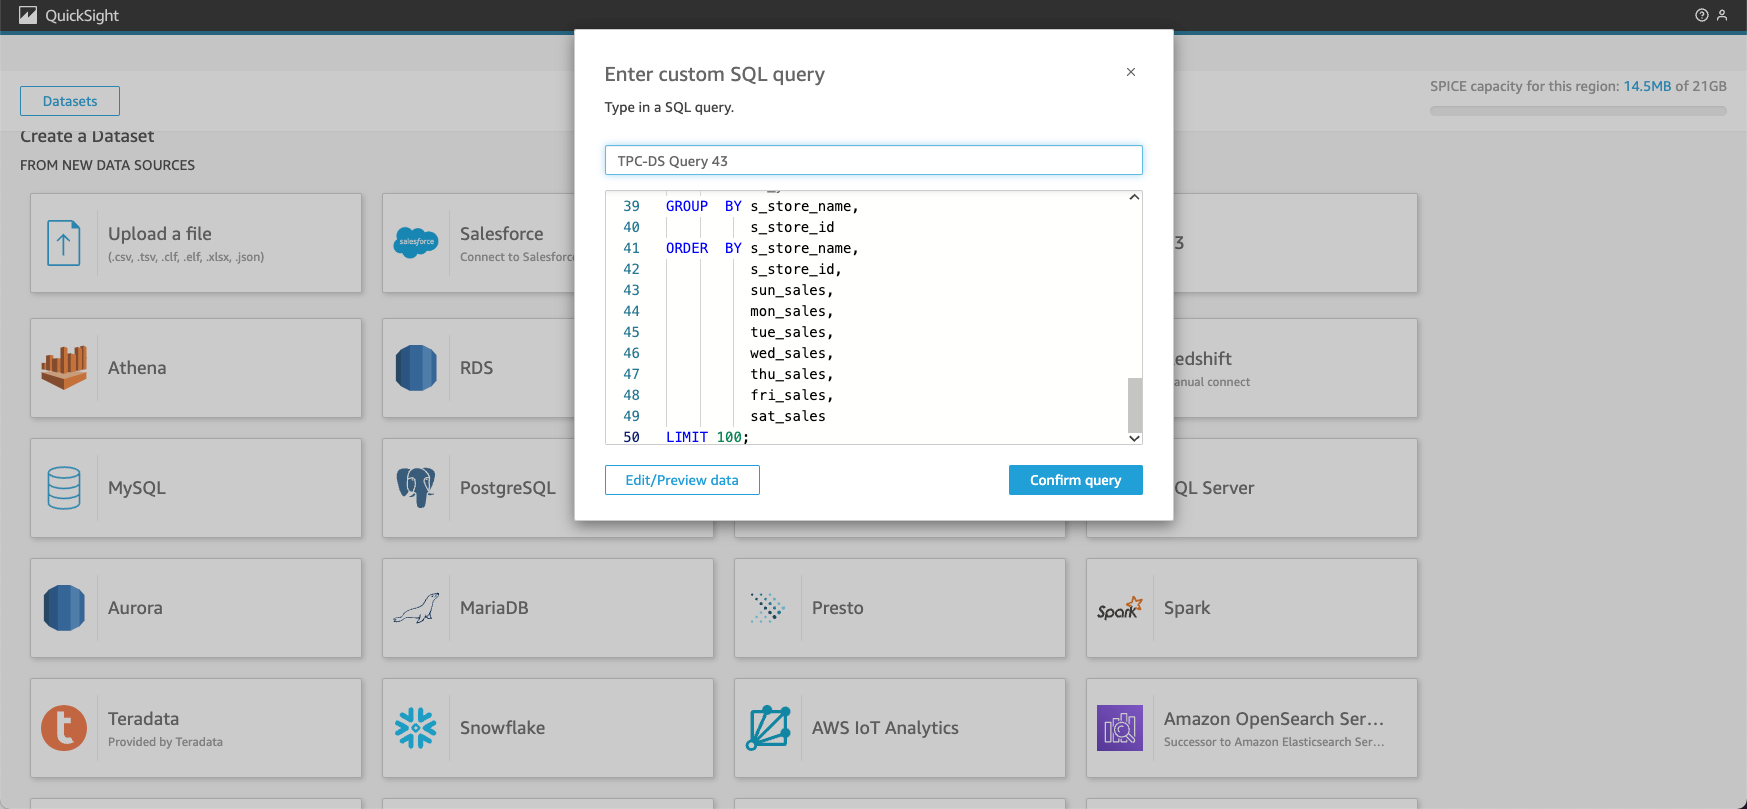 QuickSight
Datasets
SPICE capacity for this region: 14.5MB of 21GB
Create a Dataset
FROM NEW DATA SOURCES
Enter custom SQL query
Type in a SQL query.
TPC-DS Query 43
39 GROUP  BY s_store_name,
40 s_store_id
41 ORDER  BY s_store_name,
42 s_store_id,
43 sun_sales,
44 mon_sales,
45 tue_sales,
46 wed_sales,
47 thu_sales,
48 fri_sales,
49 sat_sales
50 LIMIT 100;
Edit/Preview data
Confirm query
Upload a file
(.csv, .tsv, .clf, .elf, .xlsx, .json)
salesforce
Salesforce
Connect to Salesforc
3
Athena
RDS
edshift
anual connect
MySQL
PostgreSQL
QL Server
Aurora
MariaDB
Presto
Spark
Spark
t
Teradata
Provided by Teradata
Snowflake
AWS IoT Analytics
Amazon OpenSearch Ser...
Successor to Amazon Elasticsearch Ser...